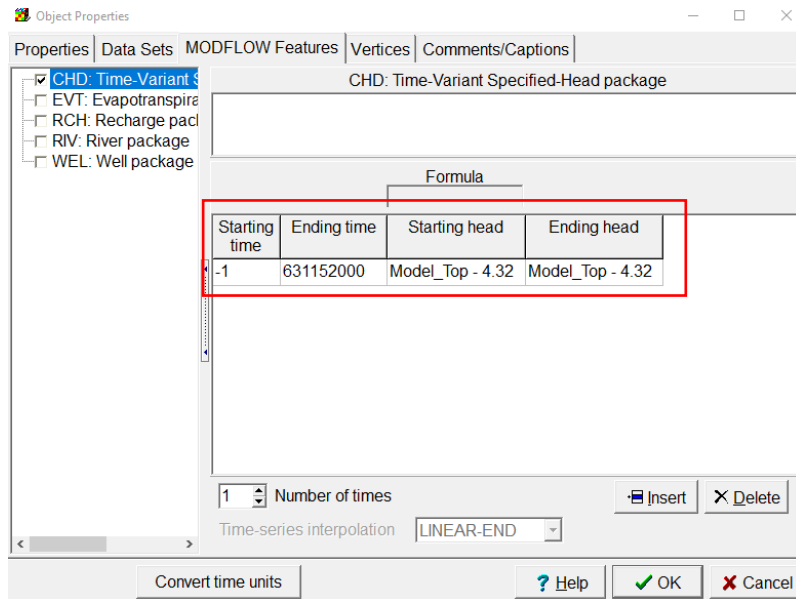 Object Properties
Properties Data Sets MODFLOW Features Vertices Comments/Captions
CHD: Time-Variant S
EVT: Evapotranspira
RCH: Recharge pacl
RIV: River package
WEL: Well package
CHD: Time-Variant Specified-Head package
Formula
Starting time Ending time Starting head Ending head
-1 631152000 Model_Top - 4.32 Model_Top - 4.32
1 Number of times
Insert Delete
Time-series interpolation LINEAR-END
Convert time units ? Help OK Cancel